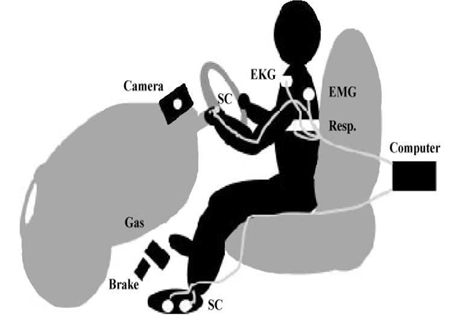 EKG
Camera
SC
EMG
Resp.
Computer
Gas
Brake
SC